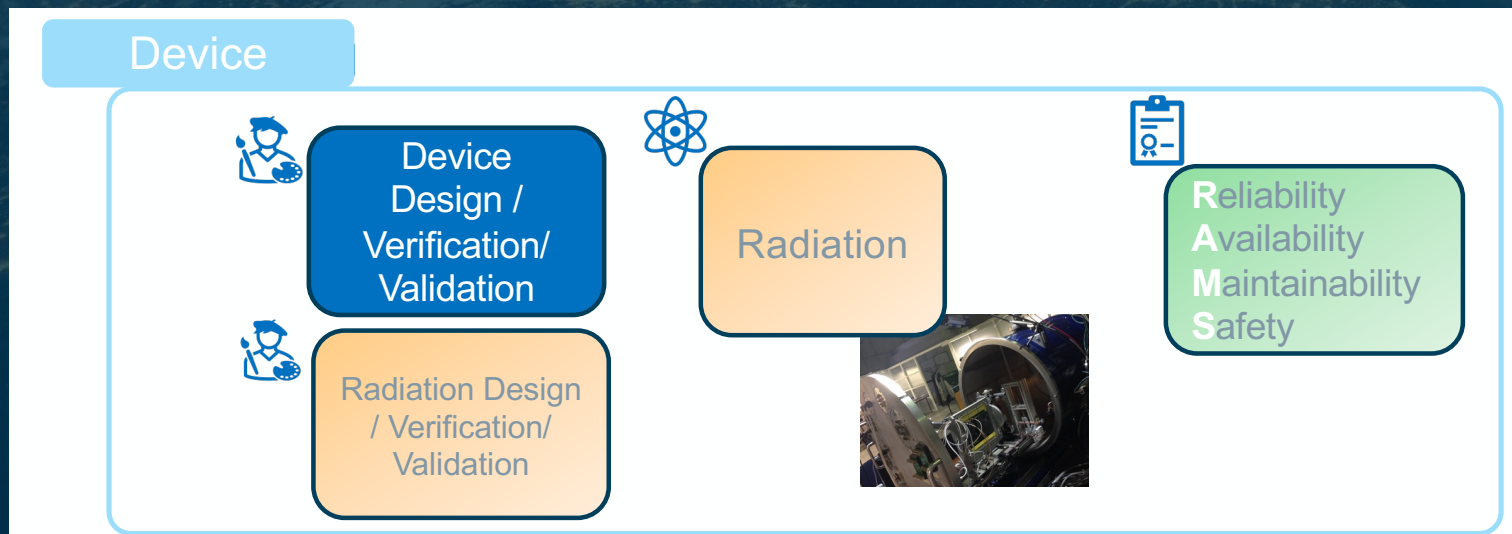 Device
Device
Design /
Verification/
Validation
Radiation Design
/ Verification/
Validation
Radiation
Reliability
Availability
Maintainability
Safety